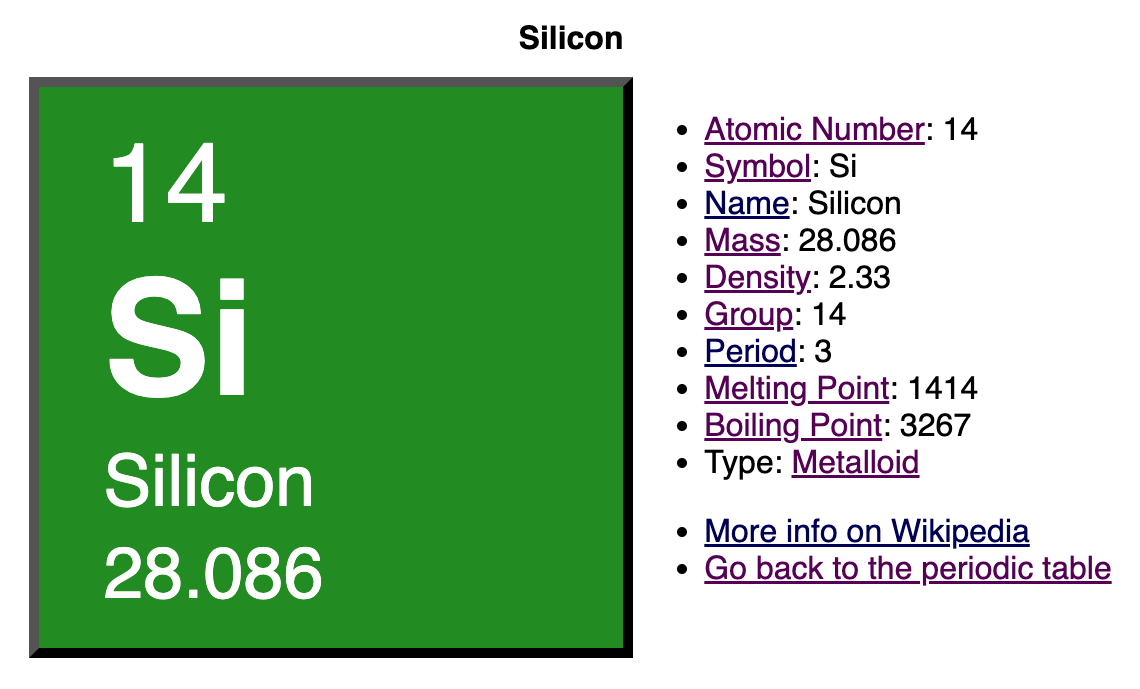 Silicon
14
Si
Silicon
28.086
Atomic Number: 14
Symbol: Si
Name: Silicon
Mass: 28.086
Density: 2.33
Group: 14
Period: 3
Melting Point: 1414
Boiling Point: 3267
Type: Metalloid
More info on Wikipedia
Go back to the periodic table